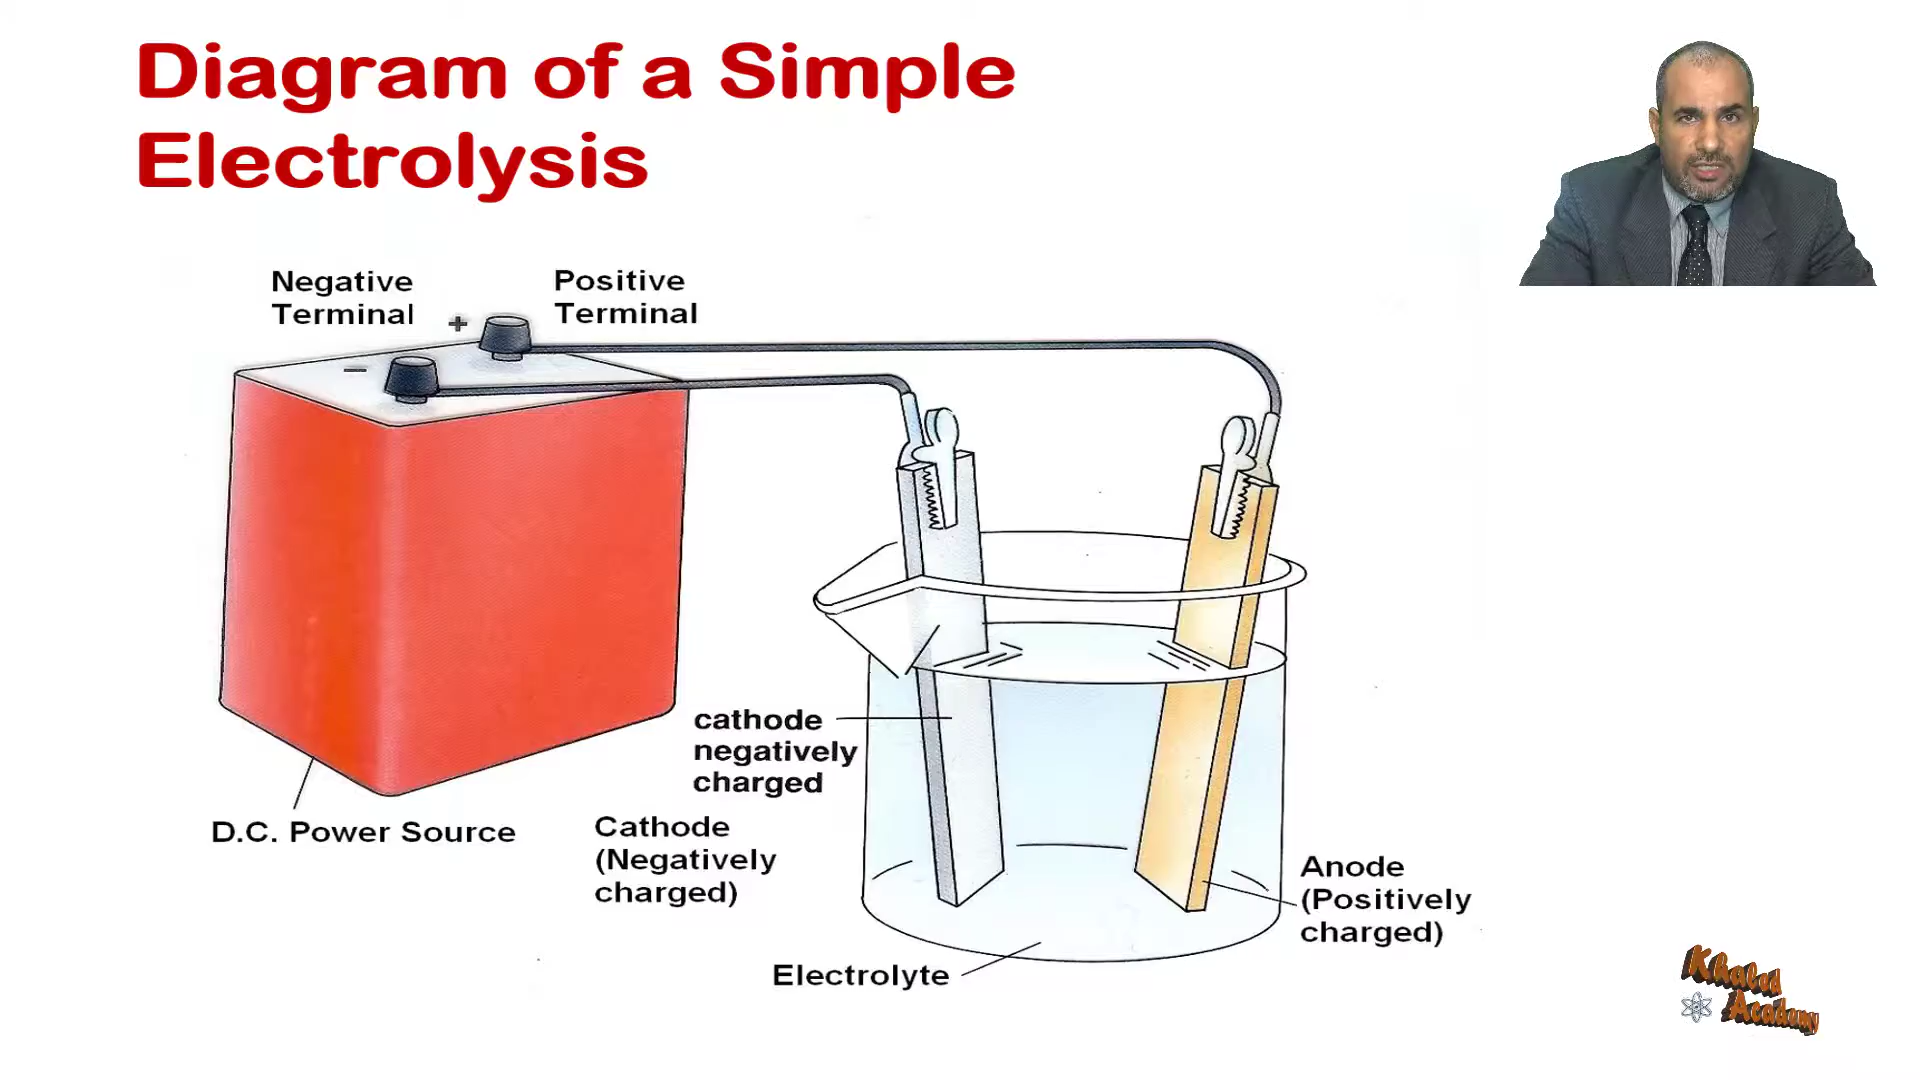 Diagram of a Simple
Electrolysis
Negative
Terminal
Positive
Terminal
+
−
cathode
negatively
charged
D.C. Power Source
Cathode
(Negatively
charged)
Anode
(Positively
charged)
Electrolyte
Khaled
Academy